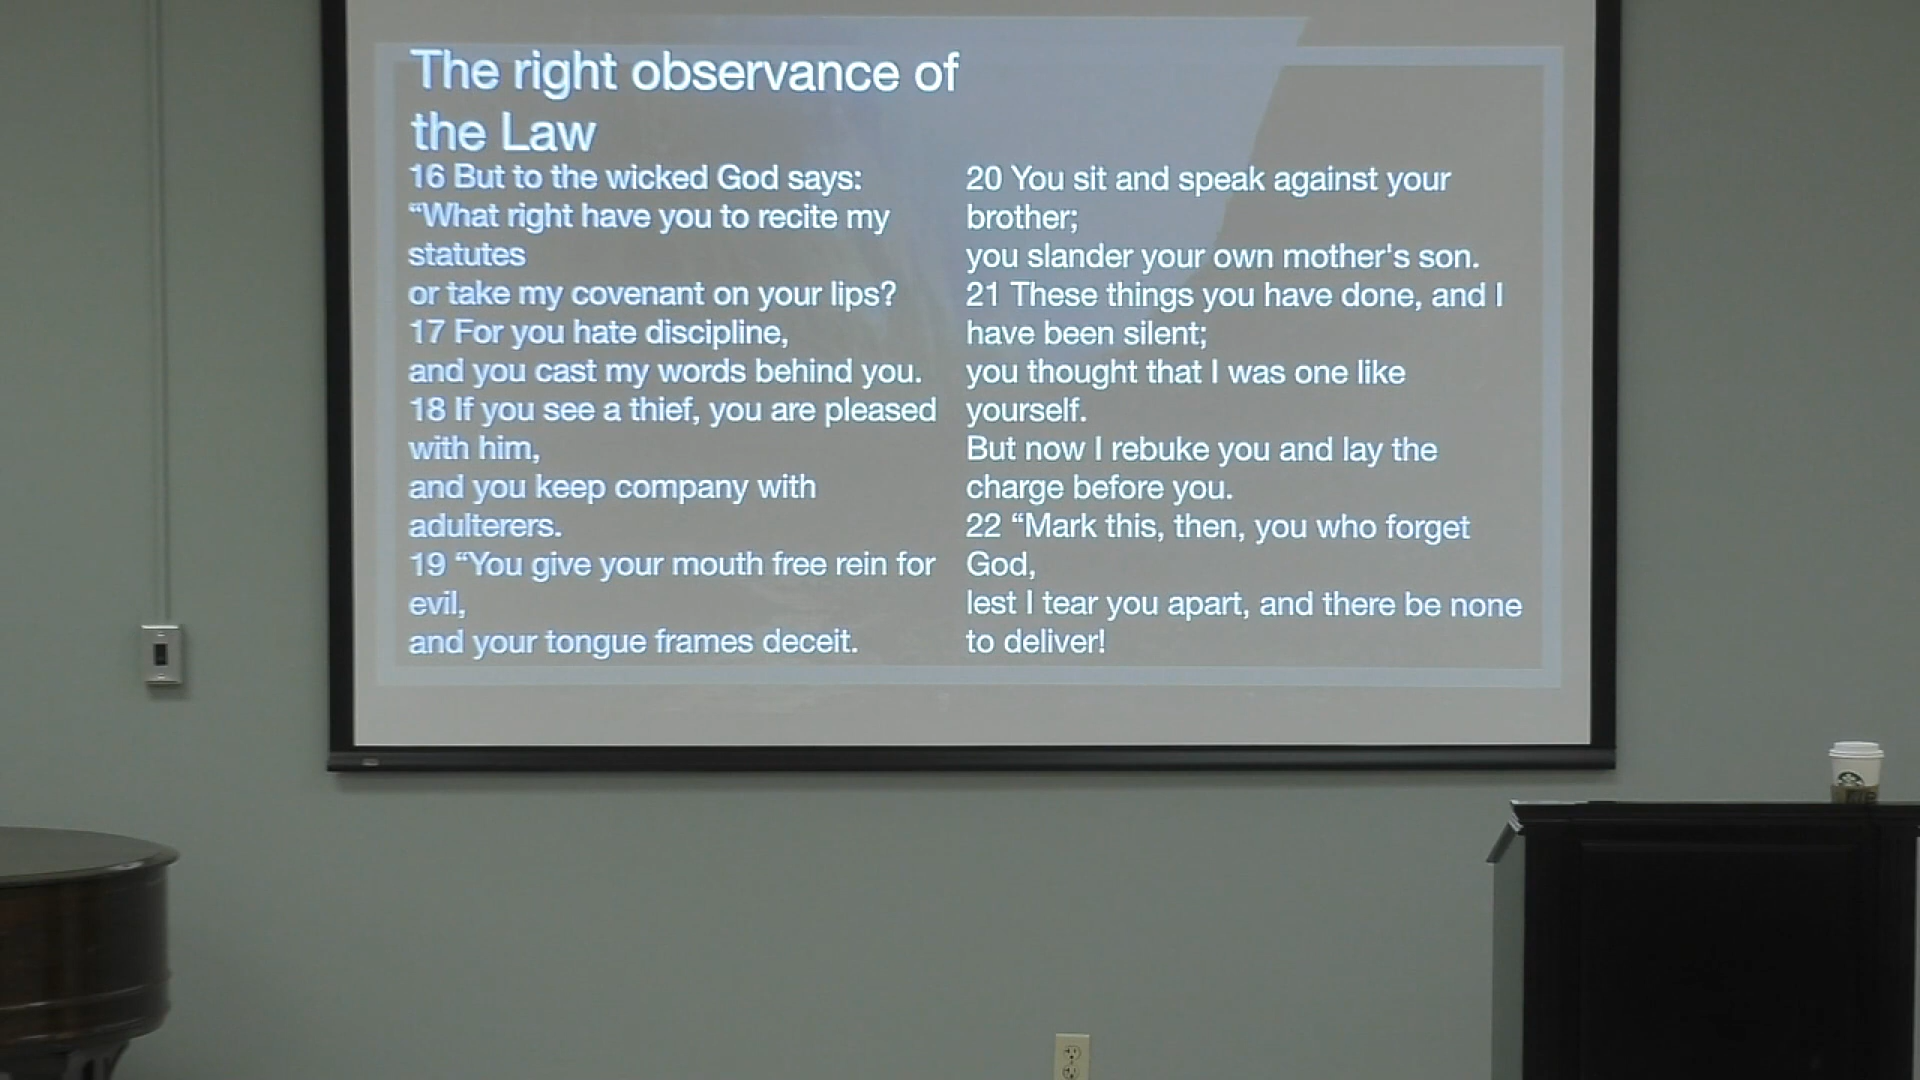 The right observance of
the Law
16 But to the wicked God says:
“What right have you to recite my
statutes
or take my covenant on your lips?
17 For you hate discipline,
and you cast my words behind you.
18 If you see a thief, you are pleased
with him,
and you keep company with
adulterers.
19 “You give your mouth free rein for
evil,
and your tongue frames deceit.
20 You sit and speak against your
brother;
you slander your own mother's son.
21 These things you have done, and I
have been silent;
you thought that I was one like
yourself.
But now I rebuke you and lay the
charge before you.
22 “Mark this, then, you who forget
God,
lest I tear you apart, and there be none
to deliver!